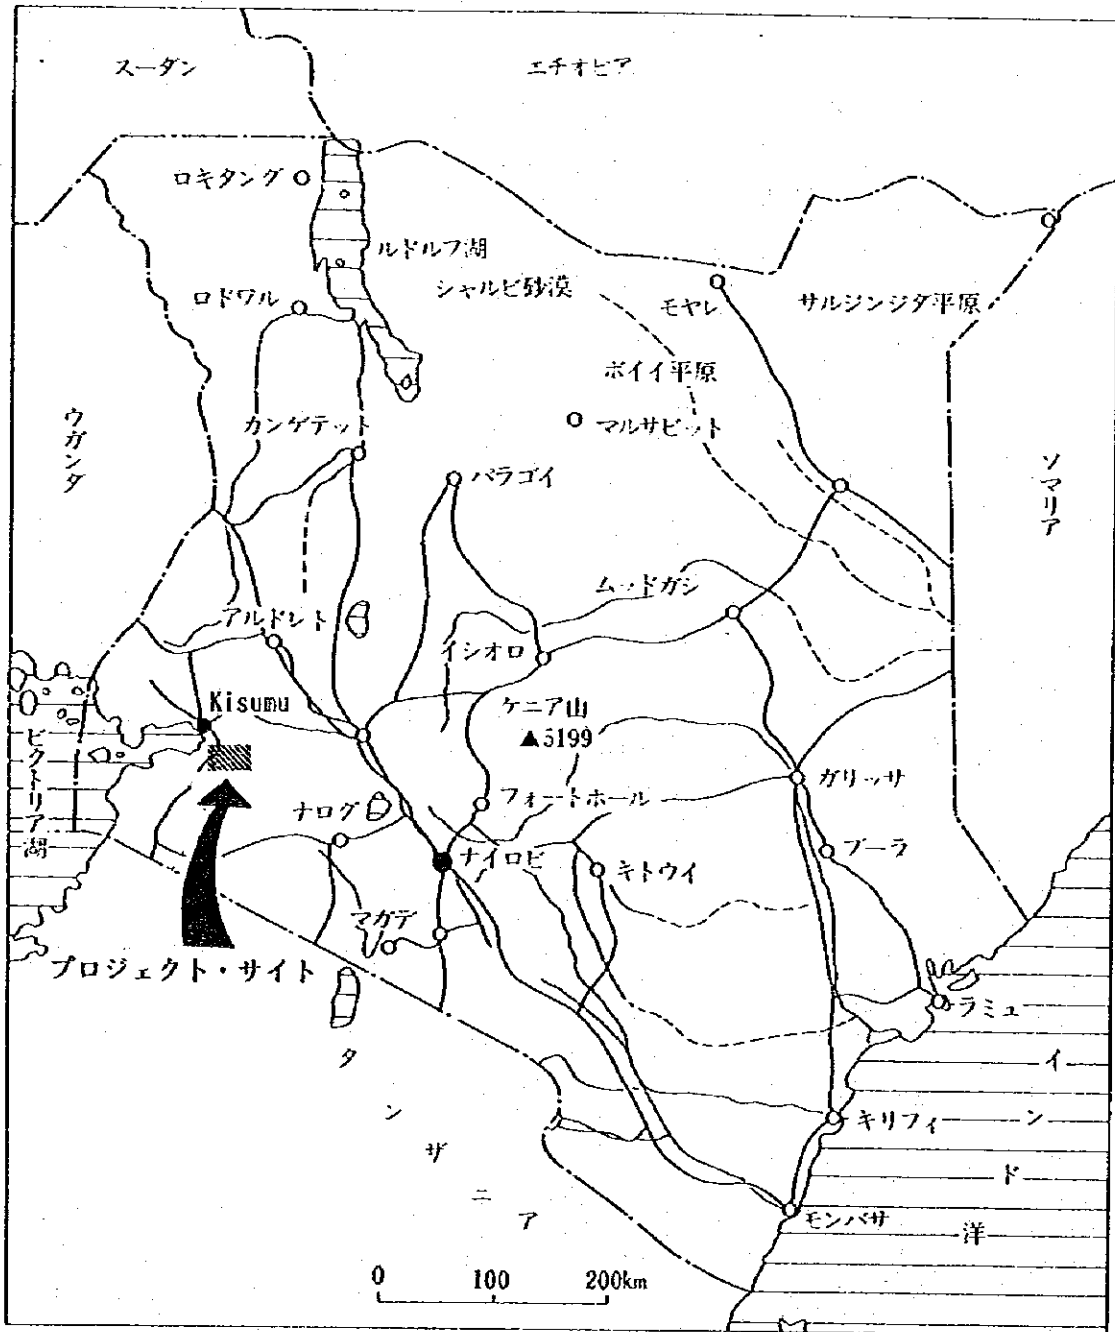 スーダン
エチオピア
ロキタング
ルドルフ湖
シャルビ砂漠
モヤレ
サルジンジダ平原
ロドワル
ボイイ平原
マルサビット
ウガンダ
カンゲテット
バラゴイ
ソマリア
ムッドガシ
アルドレト
イシオロ
Kisumu
ケニア山
▲5199
ビクトリア湖
ガリッサ
ナログ
フォートホール
ナイロビ
キトウイ
ブーラ
マガデ
プロジェクト・サイト
ラミュ
タンザニア
インド洋
キリフィ
モンバサ
0 100 200km